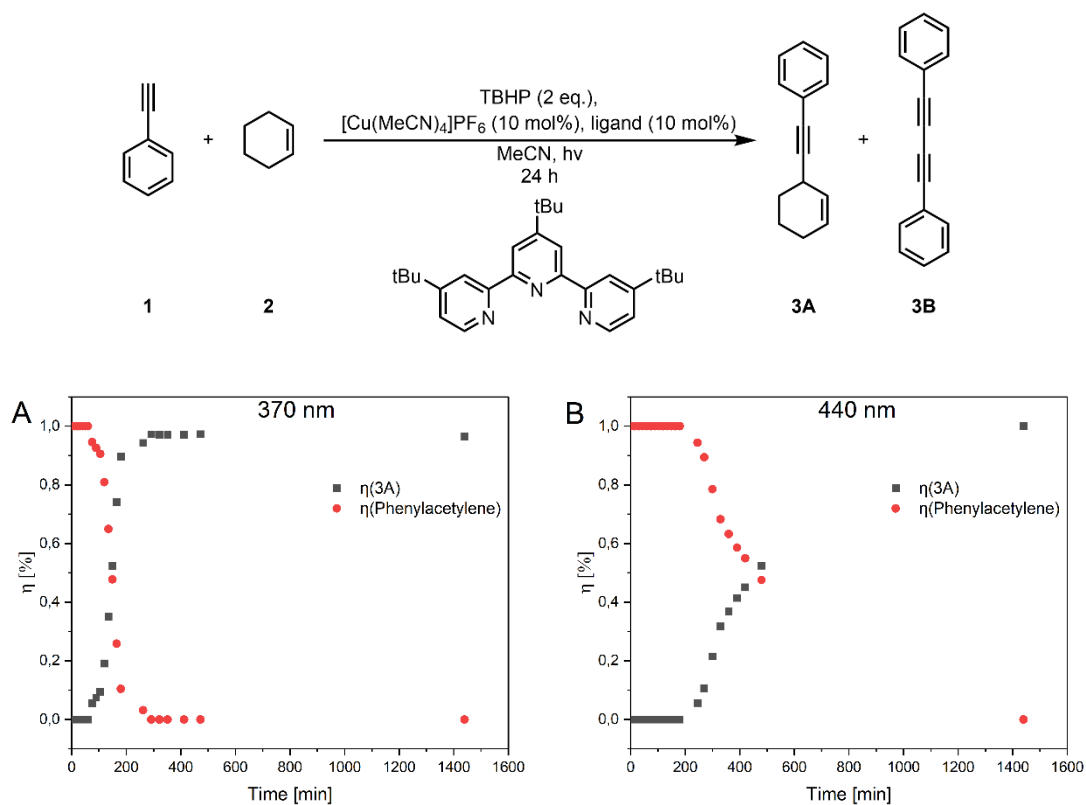 TBHP (2 eq.),
[Cu(MeCN)4]PF6 (10 mol%), ligand (10 mol%)
+
+
MeCN, hv
24 h
tBu
tBu
tBu
N
N
N
1
2
3A
3B
A
370 nm
1,0
0,8
0,6
0,4
0,2
0,0
η [%]
η(3A)
η(Phenylacetylene)
0 200 400 600 800 1000 1200 1400 1600
Time [min]
B
440 nm
1,0
0,8
0,6
0,4
0,2
0,0
η [%]
η(3A)
η(Phenylacetylene)
0 200 400 600 800 1000 1200 1400 1600
Time [min]